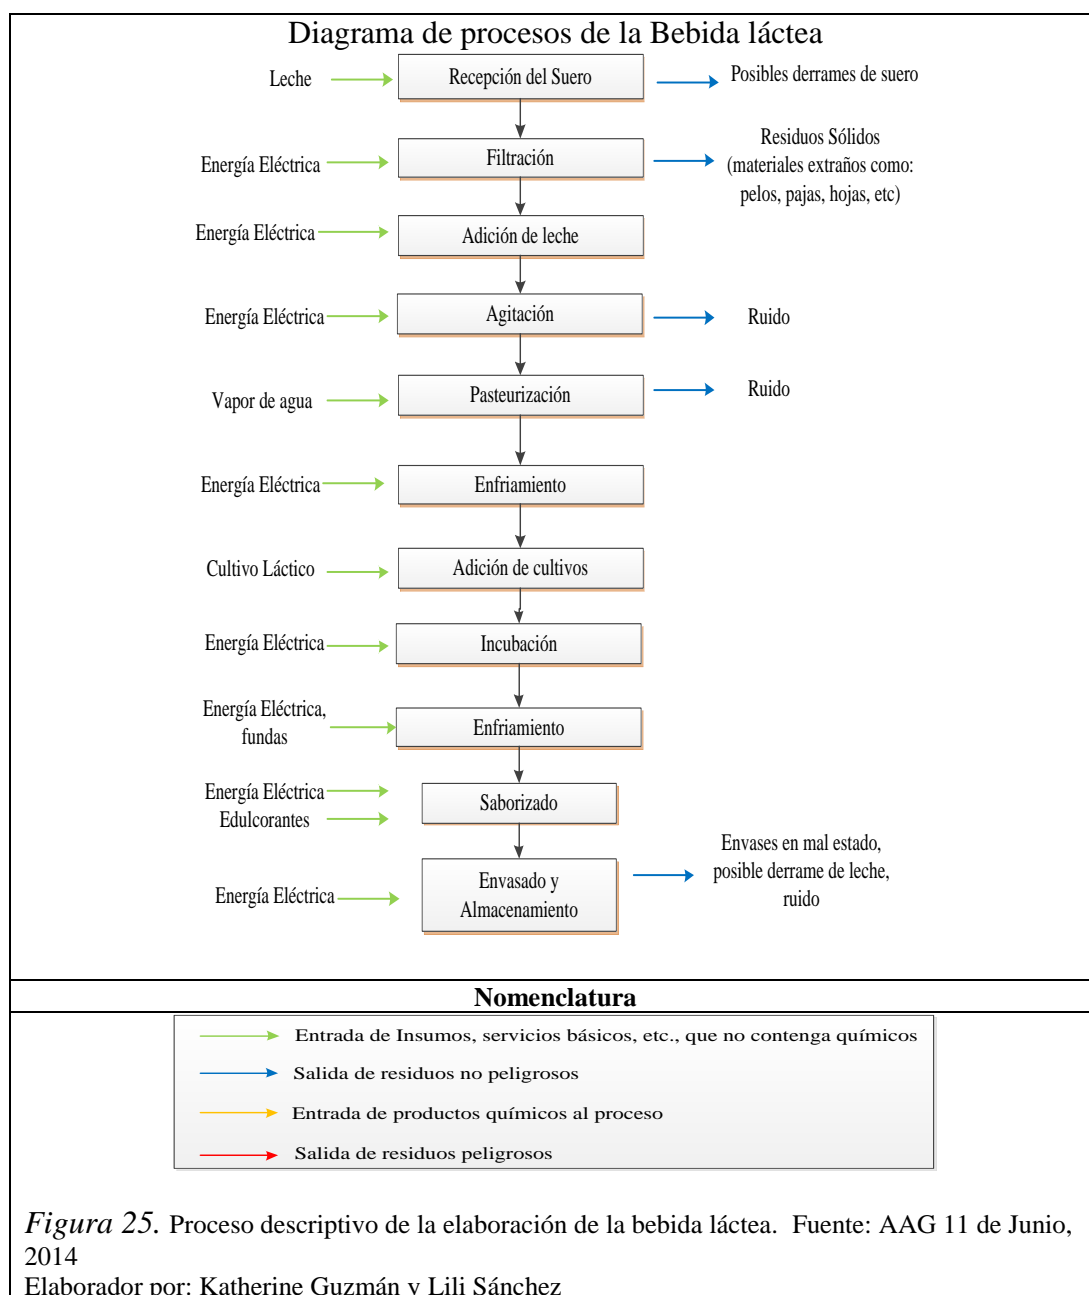 Diagrama de procesos de la Bebida láctea
Leche
Recepción del Suero
Posibles derrames de suero
Energía Eléctrica
Filtración
Residuos Sólidos
(materiales extraños como:
pelos, pajas, hojas, etc)
Energía Eléctrica
Adición de leche
Energía Eléctrica
Agitación
Ruido
Vapor de agua
Pasteurización
Ruido
Energía Eléctrica
Enfriamiento
Cultivo Láctico
Adición de cultivos
Energía Eléctrica
Incubación
Energía Eléctrica,
fundas
Enfriamiento
Energía Eléctrica
Edulcorantes
Saborizado
Energía Eléctrica
Envasado y
Almacenamiento
Envases en mal estado,
posible derrame de leche,
ruido
Nomenclatura
Entrada de Insumos, servicios básicos, etc., que no contenga químicos
Salida de residuos no peligrosos
Entrada de productos químicos al proceso
Salida de residuos peligrosos
Figura 25. Proceso descriptivo de la elaboración de la bebida láctea. Fuente: AAG 11 de Junio,
2014
Elaborador por: Katherine Guzmán y Lili Sánchez